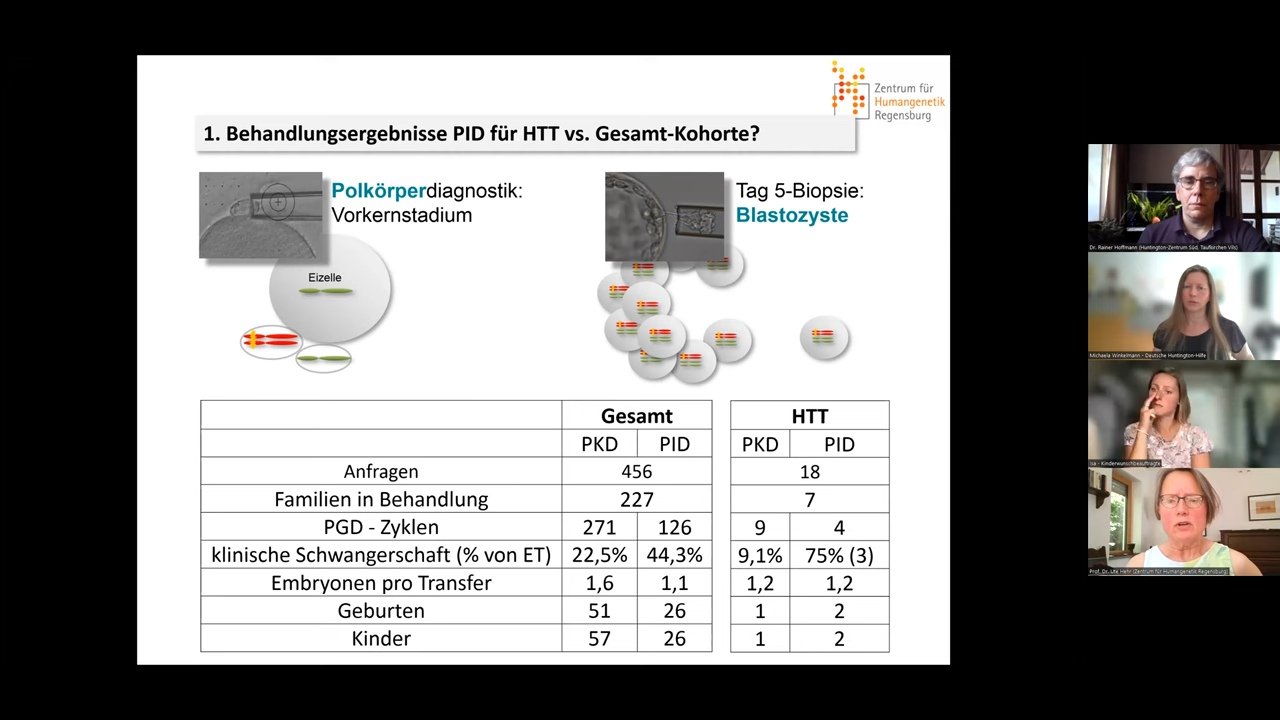 Zentrum für
Humangenetik
Regensburg
1. Behandlungsergebnisse PID für HTT vs. Gesamt-Kohorte?
Polkörperdiagnostik:
Vorkernstadium
Tag 5-Biopsie:
Blastozyste
Eizelle
Gesamt HTT
PKD PID PKD PID
Anfragen 456 18
Familien in Behandlung 227 7
PGD - Zyklen 271 126 9 4
klinische Schwangerschaft (% von ET) 22,5% 44,3% 9,1% 75% (3)
Embryonen pro Transfer 1,6 1,1 1,2 1,2
Geburten 51 26 1 2
Kinder 57 26 1 2
Dr. Rainer Hoffmann (Huntington-Zentrum Süd, Taufkirchen Vils)
Michaela Winkelmann - Deutsche Huntington-Hilfe
- Kinderwunschbeauftragte
Prof. Dr. Ute Hehr (Zentrum für Humangenetik Regensburg)